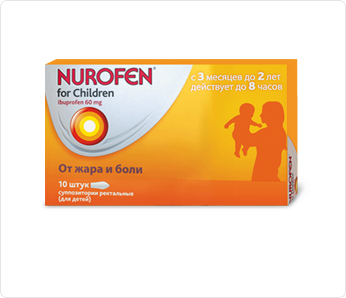 NUROFEN®
for Children
Ibuprofen 60 mg
с 3 месяцев до 2 лет
действует до 8 часов
От жара и боли
10 штук
суппозитории ректальные
(для детей)